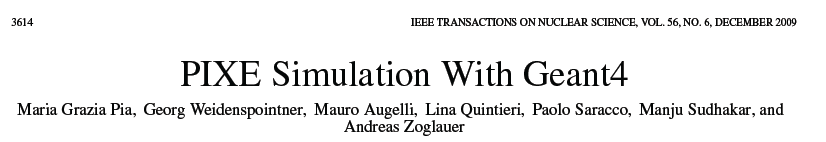 3614 IEEE TRANSACTIONS ON NUCLEAR SCIENCE, VOL. 56, NO. 6, DECEMBER 2009
PIXE Simulation With Geant4
Maria Grazia Pia, Georg Weidenspointner, Mauro Augelli, Lina Quintieri, Paolo Saracco, Manju Sudhakar, and
Andreas Zoglauer